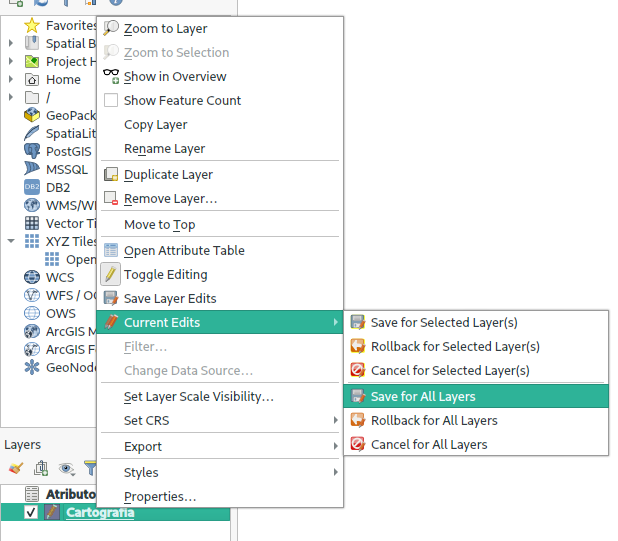 Favorites
Spatial B
Project H
Home
/
GeoPack
SpatiaLit
PostGIS
MSSQL
DB2
WMS/W
Vector Ti
XYZ Tiles
Open
WCS
WFS / O
OWS
ArcGIS M
ArcGIS F
GeoNode
Layers
Atributo
Cartografia
Zoom to Layer
Zoom to Selection
Show in Overview
Show Feature Count
Copy Layer
Rename Layer
Duplicate Layer
Remove Layer...
Move to Top
Open Attribute Table
Toggle Editing
Save Layer Edits
Current Edits
Filter...
Change Data Source...
Set Layer Scale Visibility...
Set CRS
Export
Styles
Properties...
Save for Selected Layer(s)
Rollback for Selected Layer(s)
Cancel for Selected Layer(s)
Save for All Layers
Rollback for All Layers
Cancel for All Layers